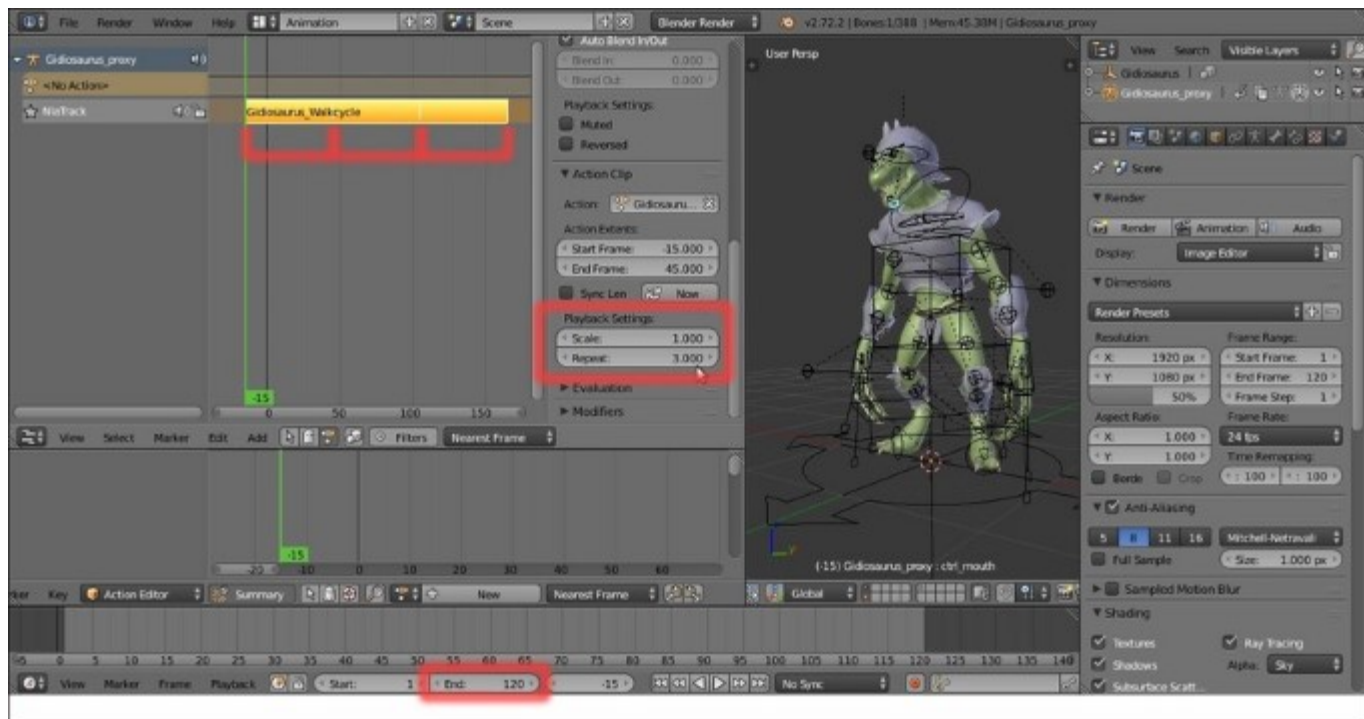 File Render Window Help Animation Scene Blender Render v2.72.2 | Bones:1/388 | Mem:45.38M | Gidiosaurus_proxy
Gidiosaurus_proxy
<No Action>
NlaTrack
Gidiosaurus_Walkcycle
-15
0 50 100 150
Auto Blend In/Out
Blend In: 0.000
Blend Out: 0.000
Playback Settings:
Muted
Reversed
Action Clip
Action: Gidiosauru...
Action Extents:
Start Frame: -15.000
End Frame: 45.000
Sync Len Now
Playback Settings:
Scale: 1.000
Repeat: 3.000
Evaluation
Modifiers
View Select Marker Edit Add Filters Nearest Frame
-15
-20 -10 0 10 20 30 40 50 60
Key Action Editor Summary New Nearest Frame
User Persp
(-15) Gidiosaurus_proxy : ctrl_mouth
Global
View Search Visible Layers
Gidiosaurus
Gidiosaurus_proxy
Scene
Render
Render Animation Audio
Display: Image Editor
Dimensions
Render Presets
Resolution: Frame Range:
X: 1920 px Start Frame: 1
Y: 1080 px End Frame: 120
50% Frame Step: 1
Aspect Ratio: Frame Rate:
X: 1.000 24 fps
Y: 1.000 Time Remapping:
Borde Crop : 100 : 100
Anti-Aliasing
5 8 11 16 Mitchell-Netravali
Full Sample Size: 1.000 px
Sampled Motion Blur
Shading
Textures Ray Tracing
Shadows Alpha: Sky
Subsurface Scatt...
0 5 10 15 20 25 30 35 40 45 50 55 60 65 70 75 80 85 90 95 100 105 110 115 120 125 130 135 140
View Marker Frame Playback Start: 1 End: 120 -15 No Sync